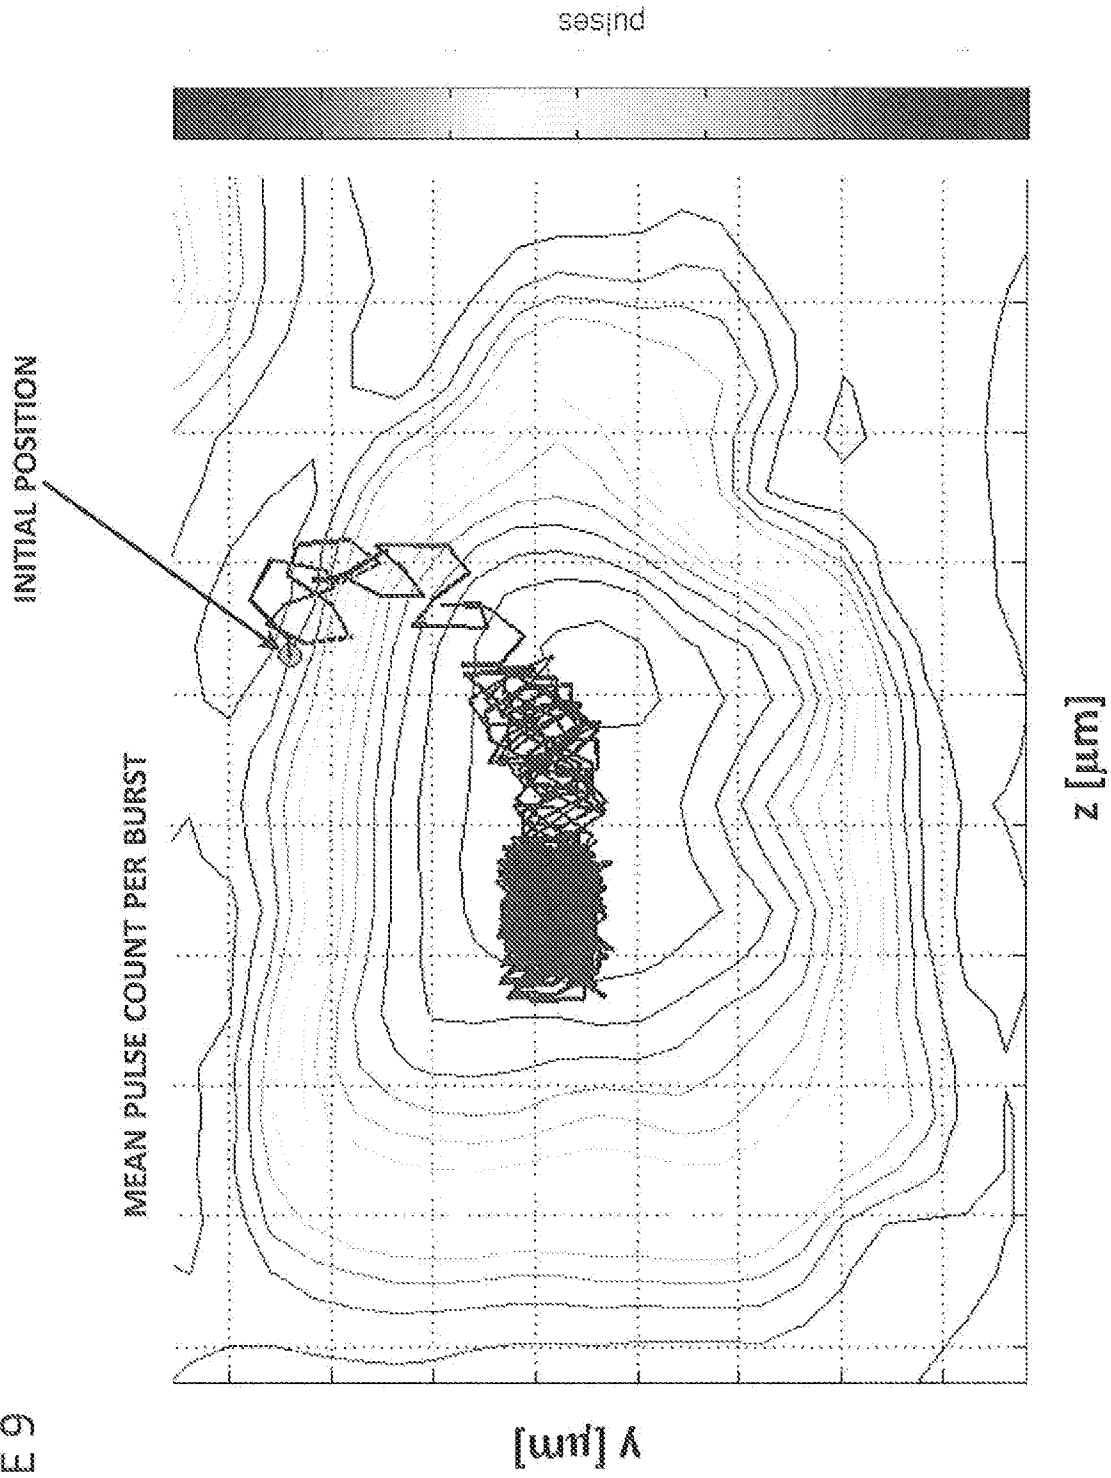 E 9
MEAN PULSE COUNT PER BURST
INITIAL POSITION
y [µm]
z [µm]
pulses